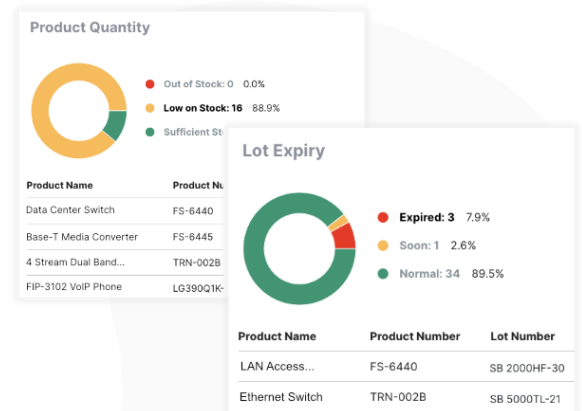 Product Quantity
Out of Stock: 0 0.0%
Low on Stock: 16 88.9%
Sufficient
Product Name Product
Data Center Switch FS-6440
Base-T Media Converter FS-6445
4 Stream Dual Band... TRN-002B
FIP-3102 VoIP Phone LG390Q1K-
Lot Expiry
Expired: 3 7.9%
Soon: 1 2.6%
Normal: 34 89.5%
Product Name Product Number Lot Number
LAN Access... FS-6440 SB 2000HF-30
Ethernet Switch TRN-002B SB 5000TL-21